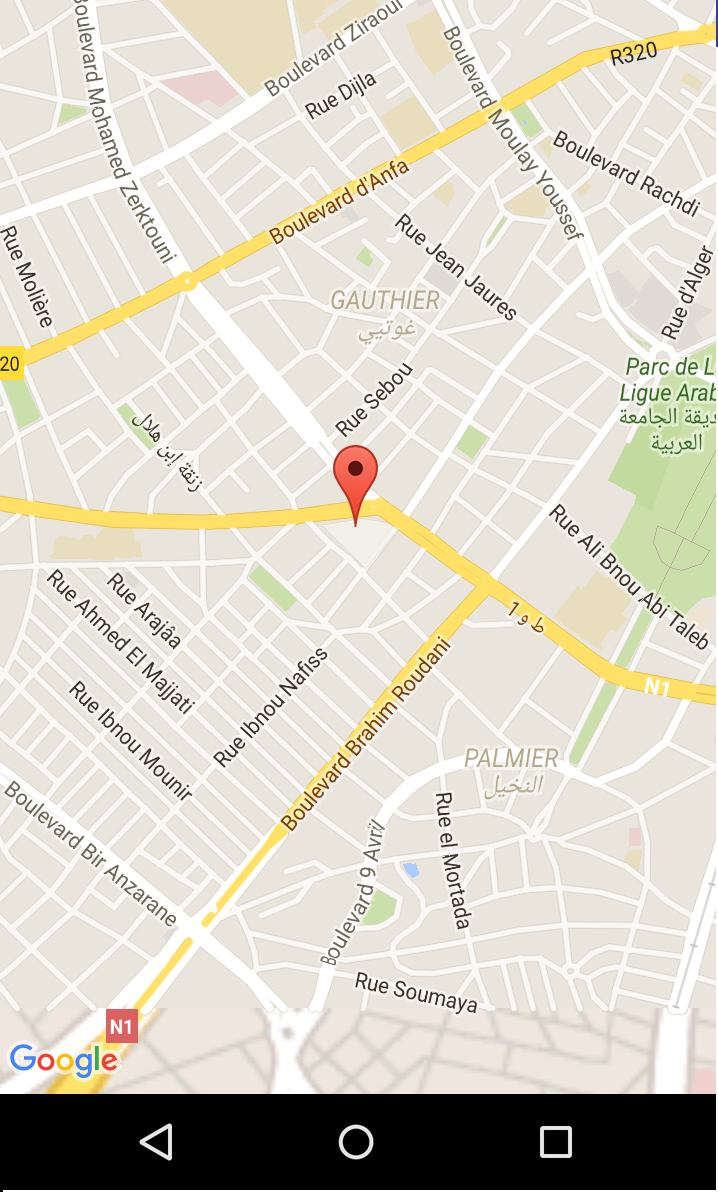 Boulevard Ziraoui
R320
Boulevard Mohamed Zerktouni
Rue Dijla
Boulevard Moulay Youssef
Boulevard Rachdi
Boulevard d'Anfa
Rue Molière
Rue Jean Jaures
Rue d'Alger
GAUTHIER
غوتيي
20
Parc de L
Ligue Arab
ديقة الجامعة
العربية
Rue Sebou
زنقة إبن هلال
Rue Ali Bnou Abi Taleb
Rue Arajâa
Rue Ahmed El Majjati
ط و 1
N1
Rue Ibnou Nafiss
Boulevard Brahim Roudani
Rue Ibnou Mounir
PALMIER
النخيل
Boulevard Bir Anzarane
Rue el Mortada
Boulevard 9 Avril
Rue Soumaya
N1
Google